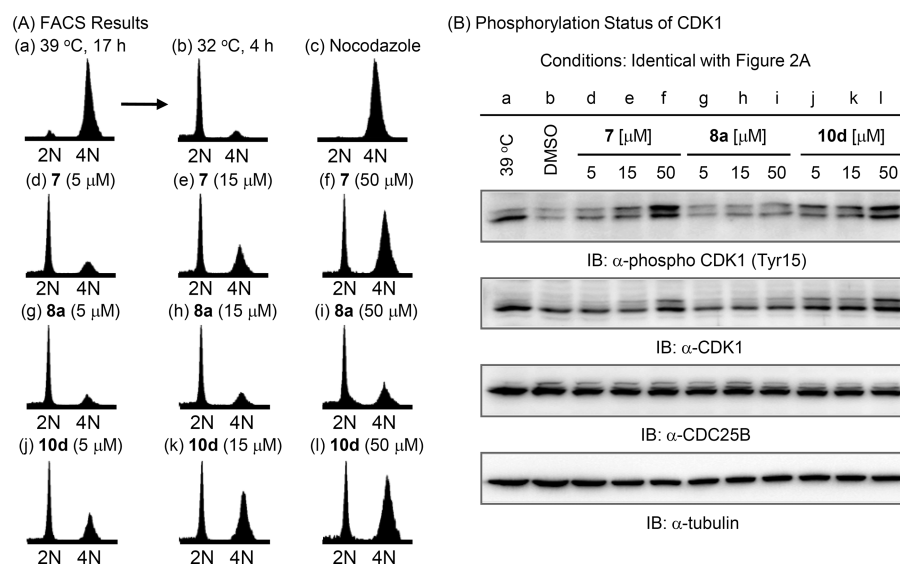 (A) FACS Results
(a) 39 °C, 17 h (b) 32 °C, 4 h (c) Nocodazole
2N 4N 2N 4N 2N 4N
(d) 7 (5 μM) (e) 7 (15 μM) (f) 7 (50 μM)
2N 4N 2N 4N 2N 4N
(g) 8a (5 μM) (h) 8a (15 μM) (i) 8a (50 μM)
2N 4N 2N 4N 2N 4N
(j) 10d (5 μM) (k) 10d (15 μM) (l) 10d (50 μM)
2N 4N 2N 4N 2N 4N
(B) Phosphorylation Status of CDK1
Conditions: Identical with Figure 2A
a b d e f g h i j k l
39 °C DMSO 7 [μM] 8a [μM] 10d [μM]
5 15 50 5 15 50 5 15 50
IB: α-phospho CDK1 (Tyr15)
IB: α-CDK1
IB: α-CDC25B
IB: α-tubulin